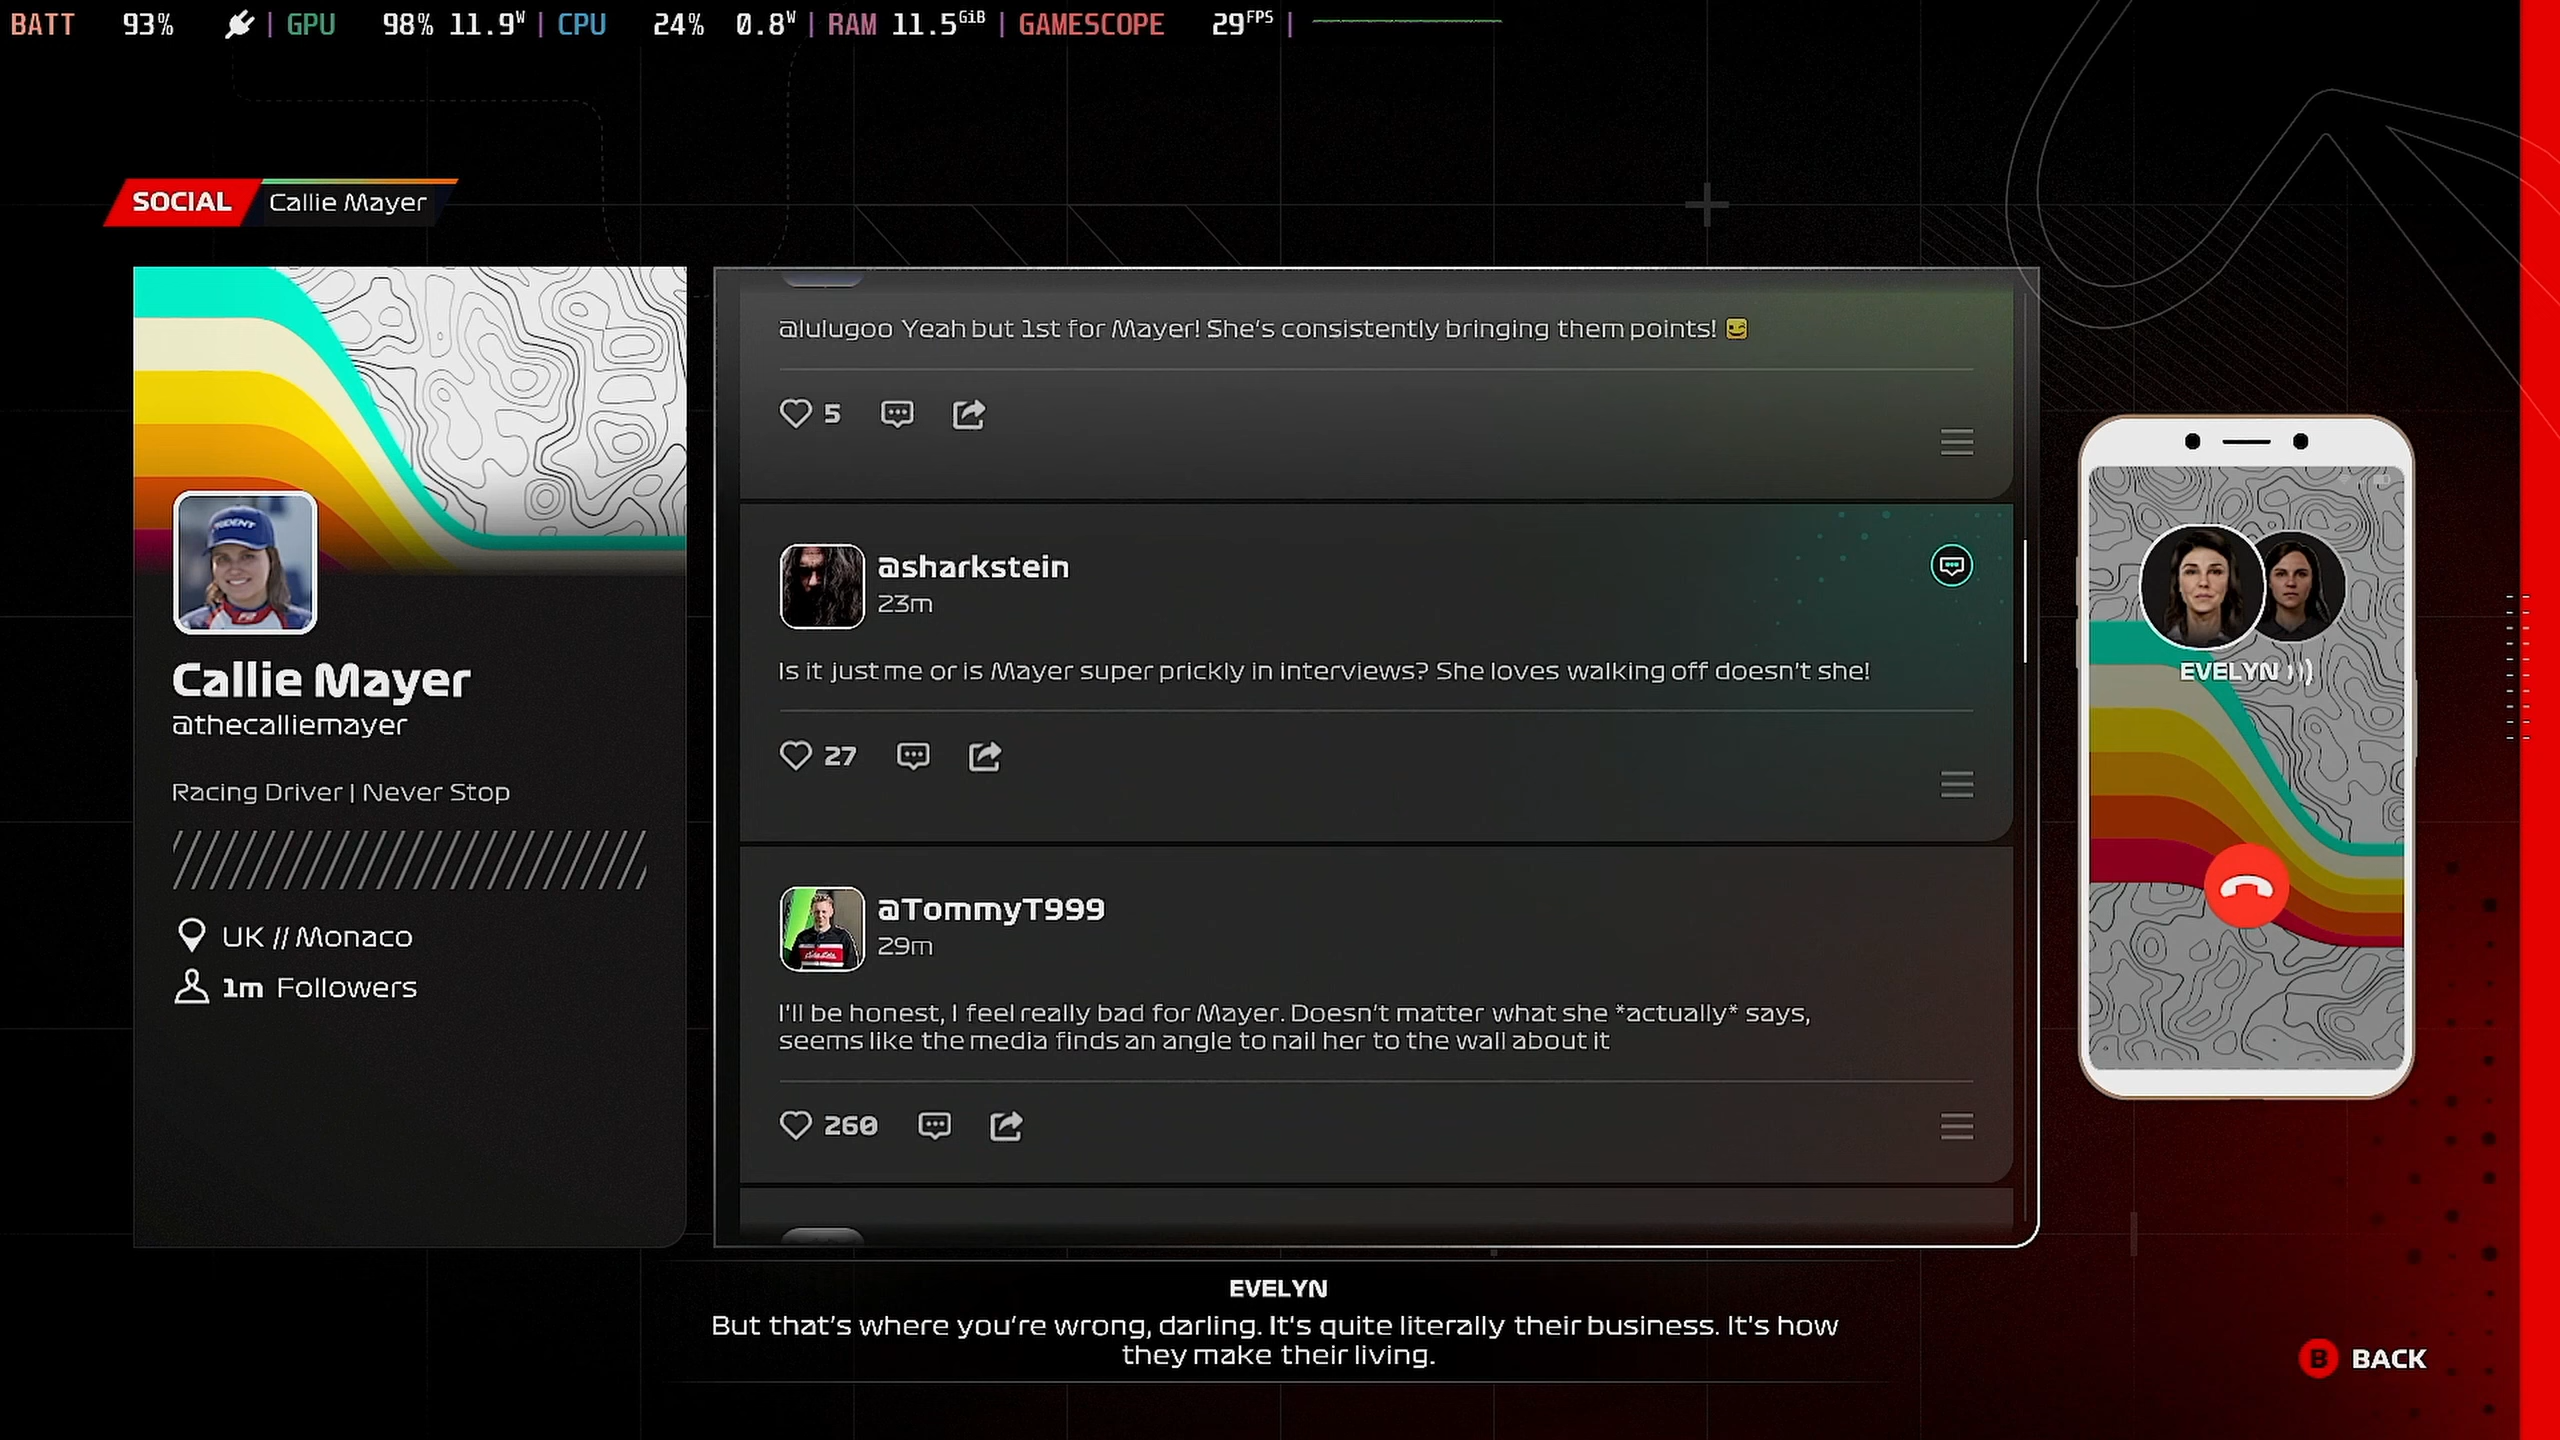 BATT 93% GPU 98% 11.9W CPU 24% 0.8W RAM 11.5GiB GAMESCOPE 29FPS
SOCIAL Callie Mayer
Callie Mayer
@thecalliemayer
Racing Driver | Never Stop
UK // Monaco
1m Followers
@lulugoo Yeah but 1st for Mayer! She's consistently bringing them points! 😉
5
@sharkstein
23m
Is it just me or is Mayer super prickly in interviews? She loves walking off doesn't she!
27
@TommyT999
29m
I'll be honest, I feel really bad for Mayer. Doesn't matter what she *actually* says,
seems like the media finds an angle to nail her to the wall about it
260
EVELYN
EVELYN
But that's where you're wrong, darling. It's quite literally their business. It's how
they make their living.
B BACK